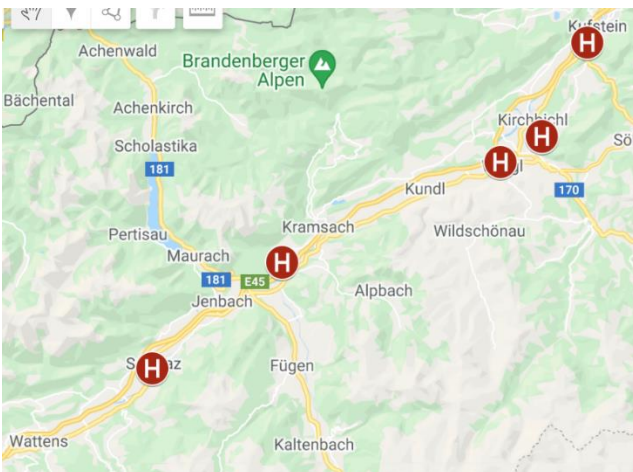 Kufstein
Achenwald
Brandenberger
Alpen
Bächental
Achenkirch
Kirchbichl
H
Scholastika
H
Sö
181
H
170
Kundl
Pertisau
Kramsach
Wildschönau
Maurach
H
181
E45
Alpbach
Jenbach
Fügen
H
Wattens
Kaltenbach
H